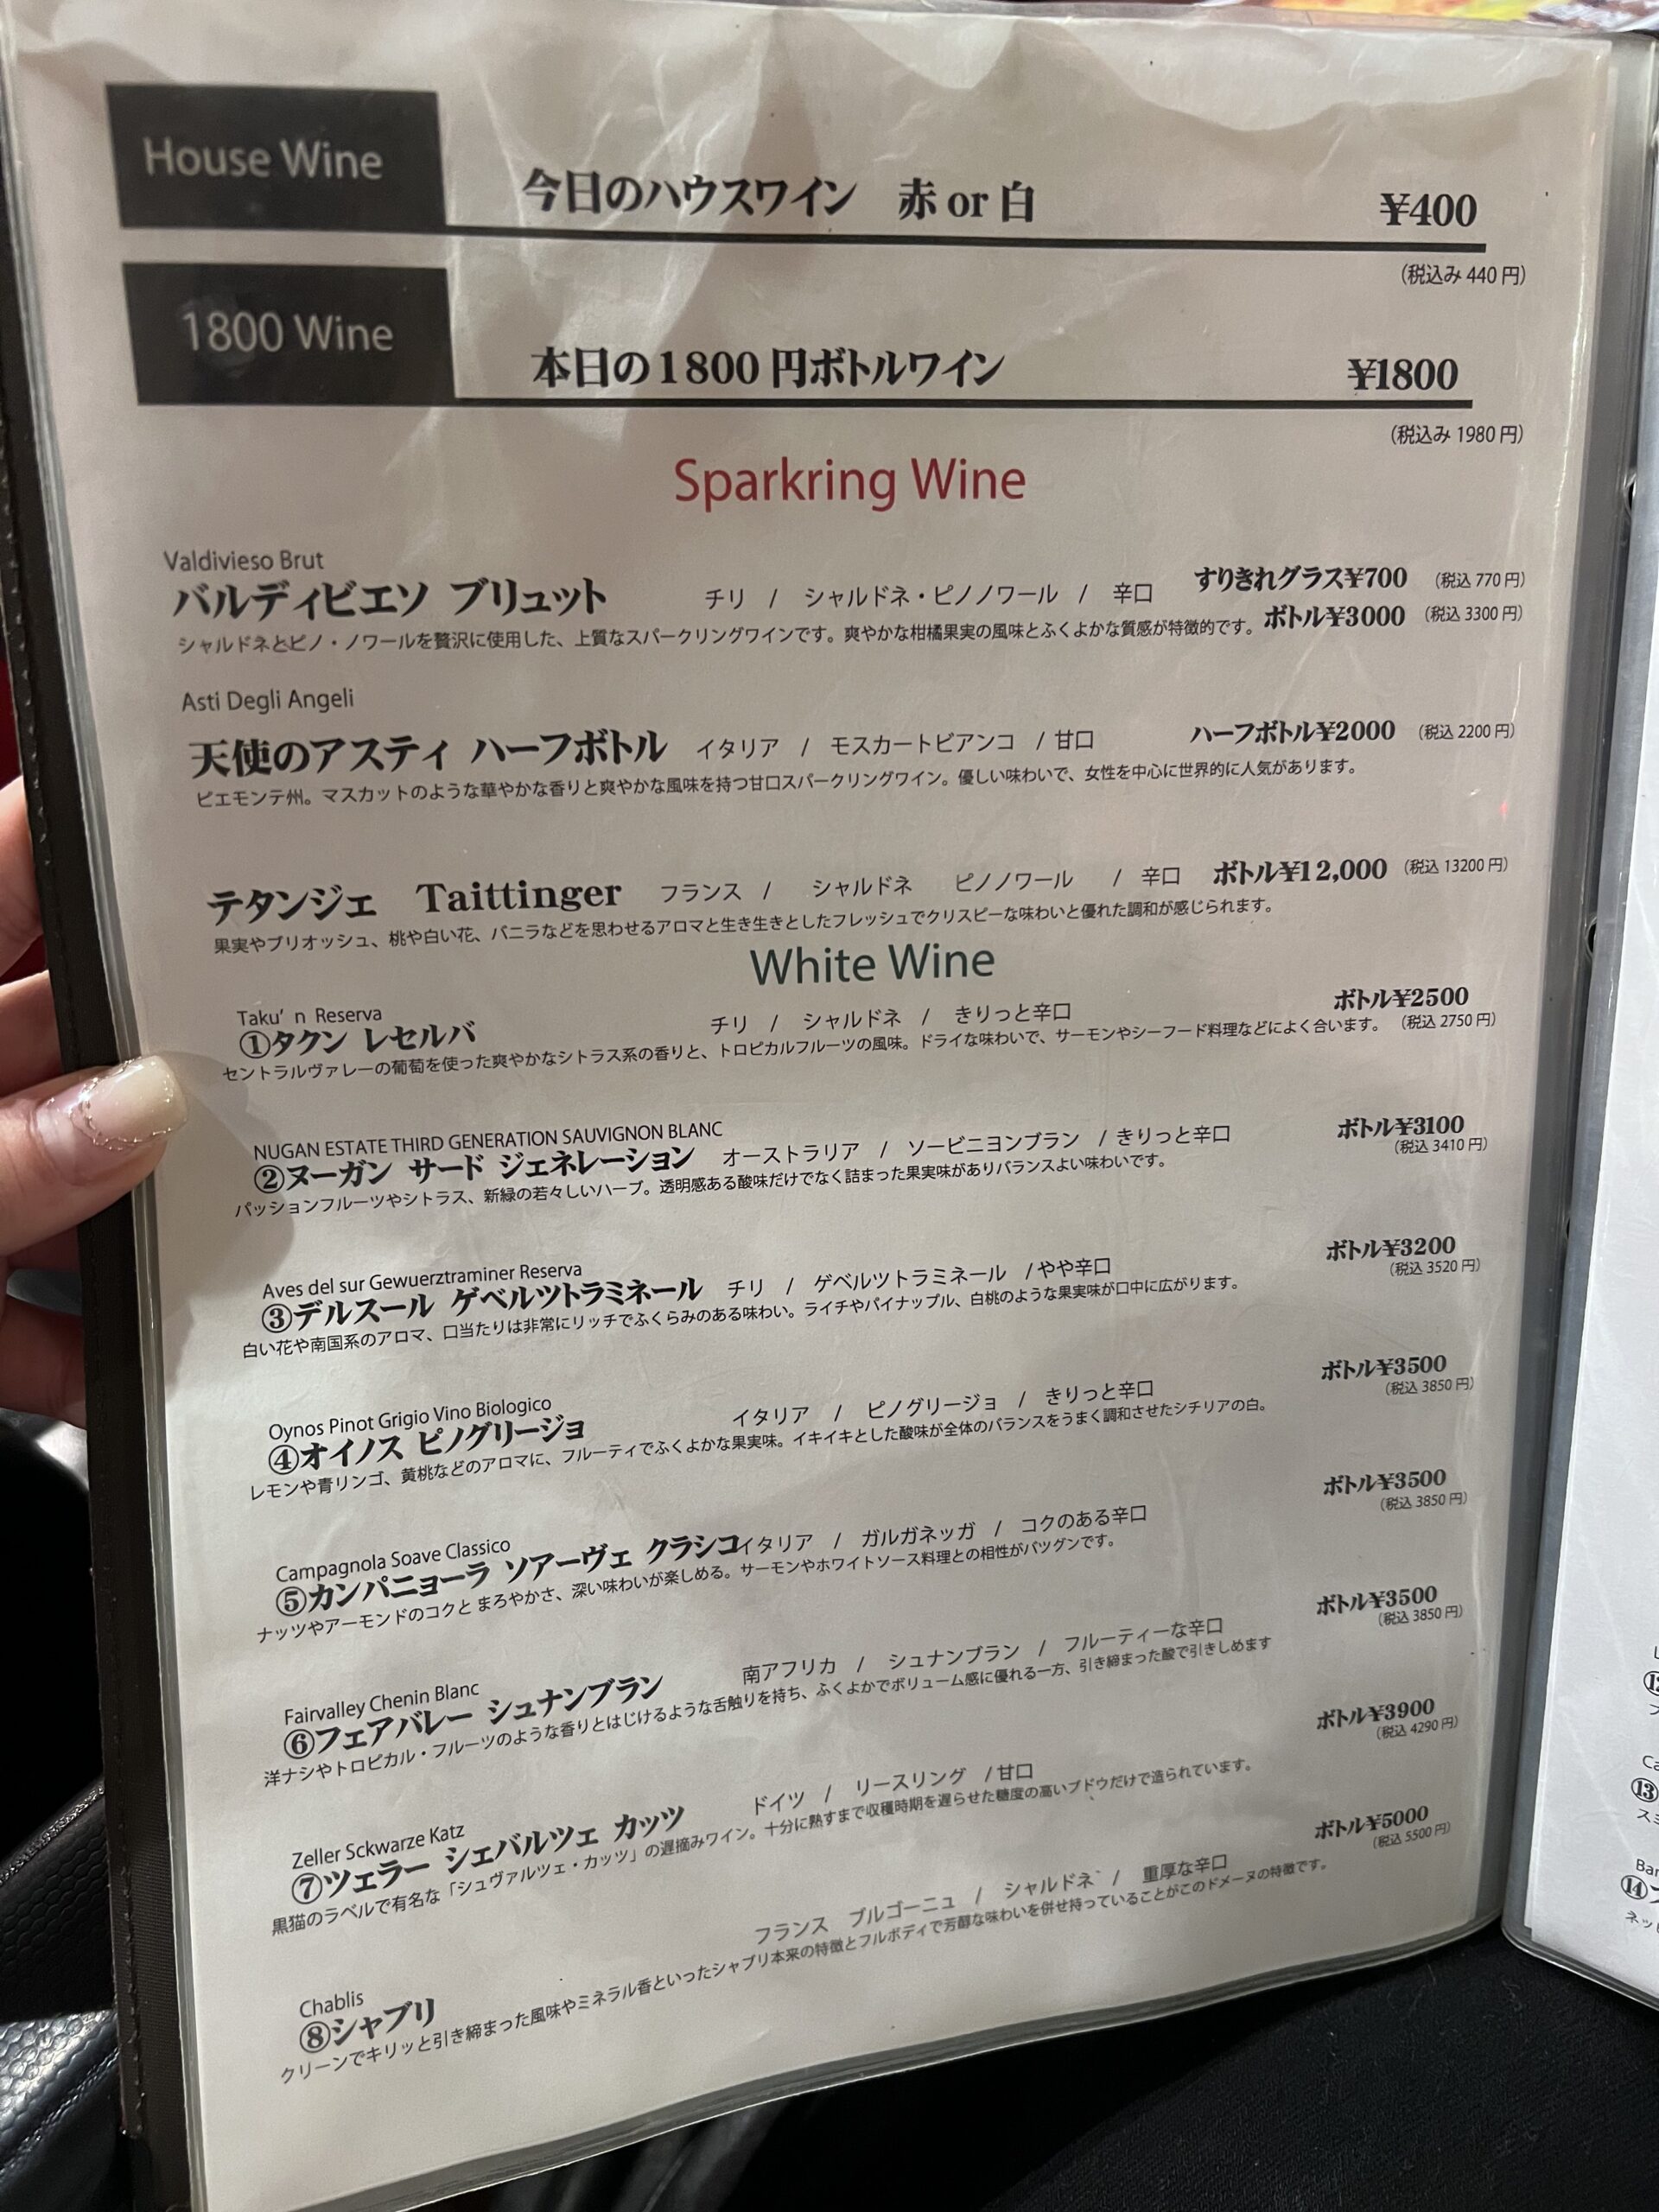 House Wine
今日のハウスワイン 赤 or 白 ¥400
(税込み 440 円)
1800 Wine
本日の1800 円ボトルワイン ¥1800
(税込み 1980 円)
Sparkring Wine
Valdivieso Brut
バルディビエソ ブリュット チリ / シャルドネ・ピノノワール / 辛口 すりきれグラス¥700 (税込 770 円)
ボトル¥3000 (税込 3300 円)
シャルドネとピノ・ノワールを贅沢に使用した、上質なスパークリングワインです。爽やかな柑橘果実の風味とふくよかな質感が特徴的です。
Asti Degli Angeli
天使のアスティ ハーフボトル イタリア / モスカートビアンコ / 甘口 ハーフボトル¥2000 (税込 2200 円)
ピエモンテ州。マスカットのような華やかな香りと爽やかな風味を持つ甘口スパークリングワイン。優しい味わいで、女性を中心に世界的に人気があります。
テタンジェ Taittinger フランス / シャルドネ ピノノワール / 辛口 ボトル¥12,000 (税込 13200 円)
果実やブリオッシュ、桃や白い花、バニラなどを思わせるアロマと生き生きとしたフレッシュでクリスピーな味わいと優れた調和が感じられます。
White Wine
Taku' n Reserva
①タクン レセルバ チリ / シャルドネ / きりっと辛口 ボトル¥2500
(税込 2750 円)
セントラルヴァレーの葡萄を使った爽やかなシトラス系の香りと、トロピカルフルーツの風味。ドライな味わいで、サーモンやシーフード料理などによく合います。
NUGAN ESTATE THIRD GENERATION SAUVIGNON BLANC
②ヌーガン サード ジェネレーション オーストラリア / ソービニヨンブラン / きりっと辛口 ボトル¥3100
(税込 3410 円)
パッションフルーツやシトラス、新緑の若々しいハーブ。透明感ある酸味だけでなく詰まった果実味がありバランスよい味わいです。
Aves del sur Gewuerztraminer Reserva
③デルスール ゲベルツトラミネール チリ / ゲベルツトラミネール / やや辛口 ボトル¥3200
(税込 3520 円)
白い花や南国系のアロマ、口当たりは非常にリッチでふくらみのある味わい。ライチやパイナップル、白桃のような果実味が口中に広がります。
Oynos Pinot Grigio Vino Biologico
④オイノス ピノグリージョ イタリア / ピノグリージョ / きりっと辛口 ボトル¥3500
(税込 3850 円)
レモンや青リンゴ、黄桃などのアロマに、フルーティでふくよかな果実味。イキイキとした酸味が全体のバランスをうまく調和させたシチリアの白。
Campagnola Soave Classico
⑤カンパニョーラ ソアーヴェ クラシコ イタリア / ガルガネッガ / コクのある辛口 ボトル¥3500
(税込 3850 円)
ナッツやアーモンドのコクと まろやかさ、深い味わいが楽しめる。サーモンやホワイトソース料理との相性がバツグンです。
Fairvalley Chenin Blanc
⑥フェアバレー シュナンブラン 南アフリカ / シュナンブラン / フルーティーな辛口 ボトル¥3500
(税込 3850 円)
洋ナシやトロピカル・フルーツのような香りとはじけるような舌触りを持ち、ふくよかでボリューム感に優れる一方、引き締まった酸で引きしめます
Zeller Sckwarze Katz
⑦ツェラー シェバルツェ カッツ ドイツ / リースリング / 甘口 ボトル¥3900
(税込 4290 円)
黒猫のラベルで有名な「シュヴァルツェ・カッツ」の遅摘みワイン。十分に熟すまで収穫時期を遅らせた糖度の高いブドウだけで造られています。
Chablis
⑧シャブリ フランス ブルゴーニュ / シャルドネ / 重厚な辛口 ボトル¥5000
(税込 5500 円)
クリーンでキリッと引き締まった風味やミネラル香といったシャブリ本来の特徴とフルボディで芳醇な味わいを併せ持っていることがこのドメーヌの特徴です。
⑬
⑭